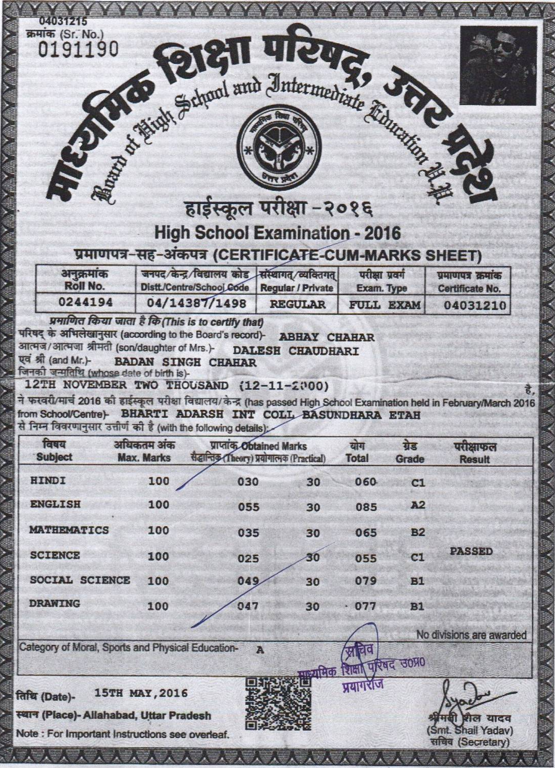 04031215
क्रमांक (Sr. No.)
0191190
माध्यमिक शिक्षा परिषद्, उत्तर प्रदेश
Board of High School and Intermediate Education U.P.
माध्यमिक शिक्षा परिषद्
उत्तर प्रदेश
हाईस्कूल परीक्षा -२०१६
High School Examination - 2016
प्रमाणपत्र-सह-अंकपत्र (CERTIFICATE-CUM-MARKS SHEET)
अनुक्रमांक जनपद/केन्द्र/विद्यालय कोड संस्थागत्/व्यक्तिगत् परीक्षा प्रवर्ग प्रमाणपत्र क्रमांक
Roll No. Distt./Centre/School Code Regular / Private Exam. Type Certificate No.
0244194 04/14387/1498 REGULAR FULL EXAM 04031210
प्रमाणित किया जाता है कि (This is to certify that)
परिषद् के अभिलेखानुसार (according to the Board's record)- ABHAY CHAHAR
आत्मज/आत्मजा श्रीमती (son/daughter of Mrs.)- DALESH CHAUDHARI
एवं श्री (and Mr.)- BADAN SINGH CHAHAR
जिनकी जन्मतिथि (whose date of birth is)-
12TH NOVEMBER TWO THOUSAND (12-11-2000) है,
ने फरवरी/मार्च 2016 की हाईस्कूल परीक्षा विद्यालय/केन्द्र (has passed High School Examination held in February/March 2016
from School/Centre)- BHARTI ADARSH INT COLL BASUNDHARA ETAH
से निम्न विवरणानुसार उत्तीर्ण की है (with the following details):
विषय अधिकतम अंक प्राप्तांक Obtained Marks योग ग्रेड परीक्षाफल
Subject Max. Marks सैद्धान्तिक (Theory) प्रयोगात्मक (Practical) Total Grade Result
HINDI 100 030 30 060 C1
ENGLISH 100 055 30 085 A2
MATHEMATICS 100 035 30 065 B2
SCIENCE 100 025 30 055 C1 PASSED
SOCIAL SCIENCE 100 049 30 079 B1
DRAWING 100 047 30 077 B1
No divisions are awarded
Category of Moral, Sports and Physical Education- A
सचिव
माध्यमिक शिक्षा परिषद उ०प्र०
प्रयागराज
तिथि (Date)- 15TH MAY,2016
स्थान (Place)- Allahabad, Uttar Pradesh
Note : For Important Instructions see overleaf.
श्रीमती शैल यादव
(Smt. Shail Yadav)
सचिव (Secretary)